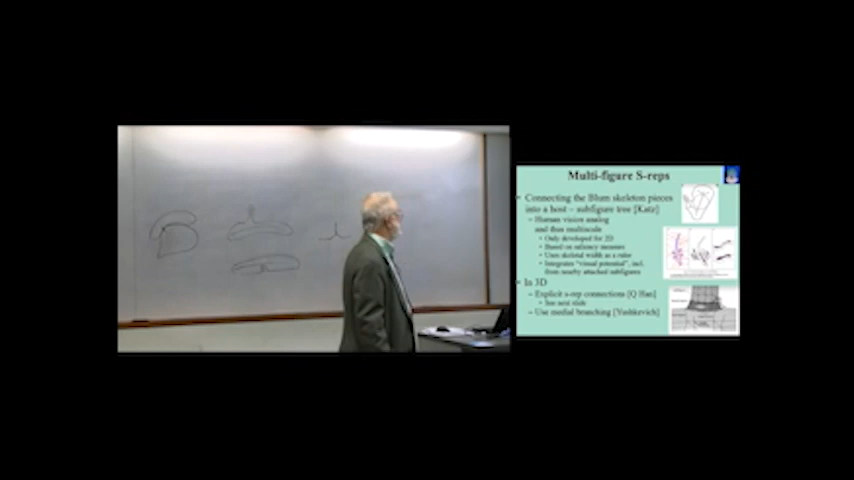 Multi-figure S-reps
• Connecting the Blum skeleton pieces
into a host – subfigure tree [Katz]
– Human vision analog
and thus multiscale
• Only developed for 2D
• Based on saliency measure
• Uses skeletal width as a ruler
• Integrates "visual potential", incl.
from nearby attached subfigures
• In 3D
– Explicit s-rep connections [Q Han]
• See next slide
– Use medial branching [Yushkevich]